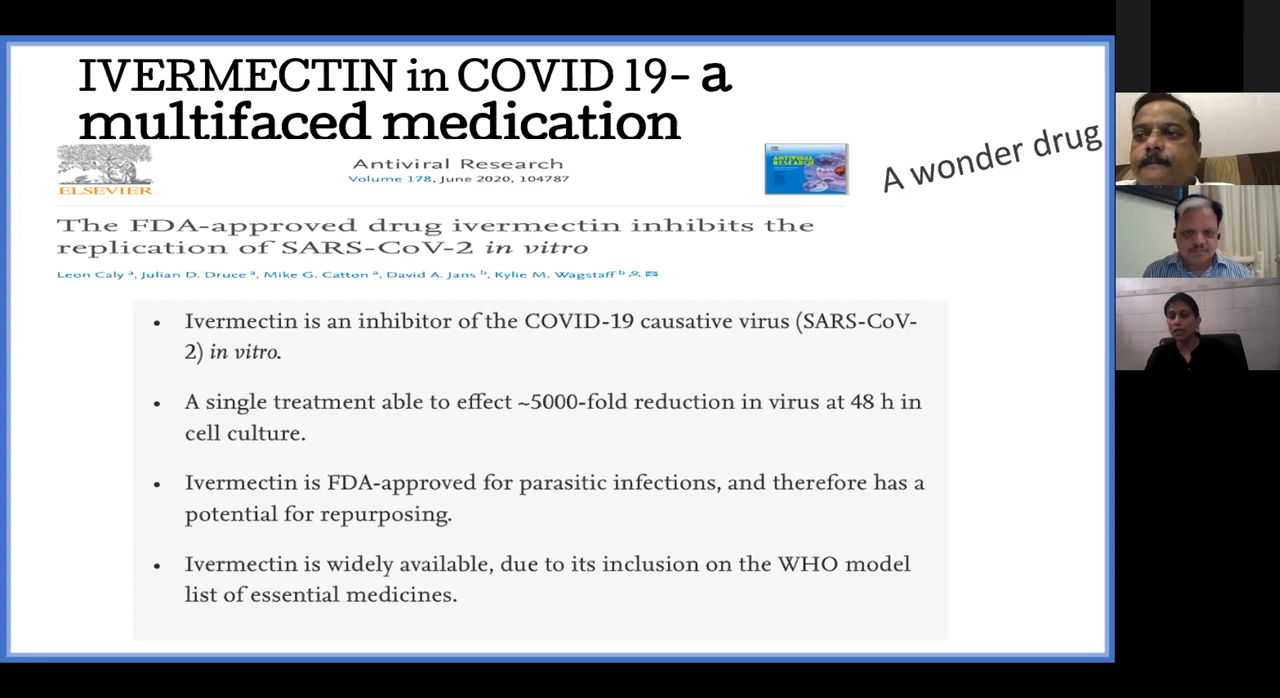 IVERMECTIN in COVID 19- a
multifaced medication
A wonder drug
ELSEVIER
Antiviral Research
Volume 178, June 2020, 104787
ANTIVIRAL
RESEARCH
The FDA-approved drug ivermectin inhibits the
replication of SARS-CoV-2 in vitro
Leon Caly a, Julian D. Druce a, Mike G. Catton a, David A. Jans b, Kylie M. Wagstaff b
• Ivermectin is an inhibitor of the COVID-19 causative virus (SARS-CoV-
2) in vitro.
• A single treatment able to effect ~5000-fold reduction in virus at 48 h in
cell culture.
• Ivermectin is FDA-approved for parasitic infections, and therefore has a
potential for repurposing.
• Ivermectin is widely available, due to its inclusion on the WHO model
list of essential medicines.